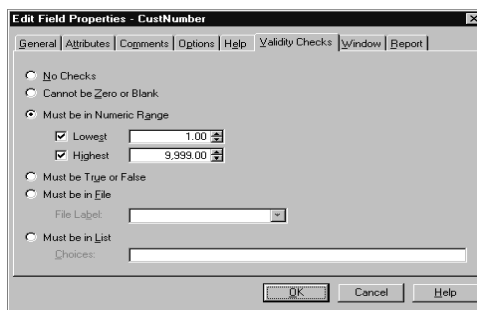 Edit Field Properties - CustNumber
General Attributes Comments Options Help Validity Checks Window Report
No Checks
Cannot be Zero or Blank
Must be in Numeric Range
Lowest 1.00
Highest 9,999.00
Must be True or False
Must be in File
File Label:
Must be in List
Choices:
OK Cancel Help